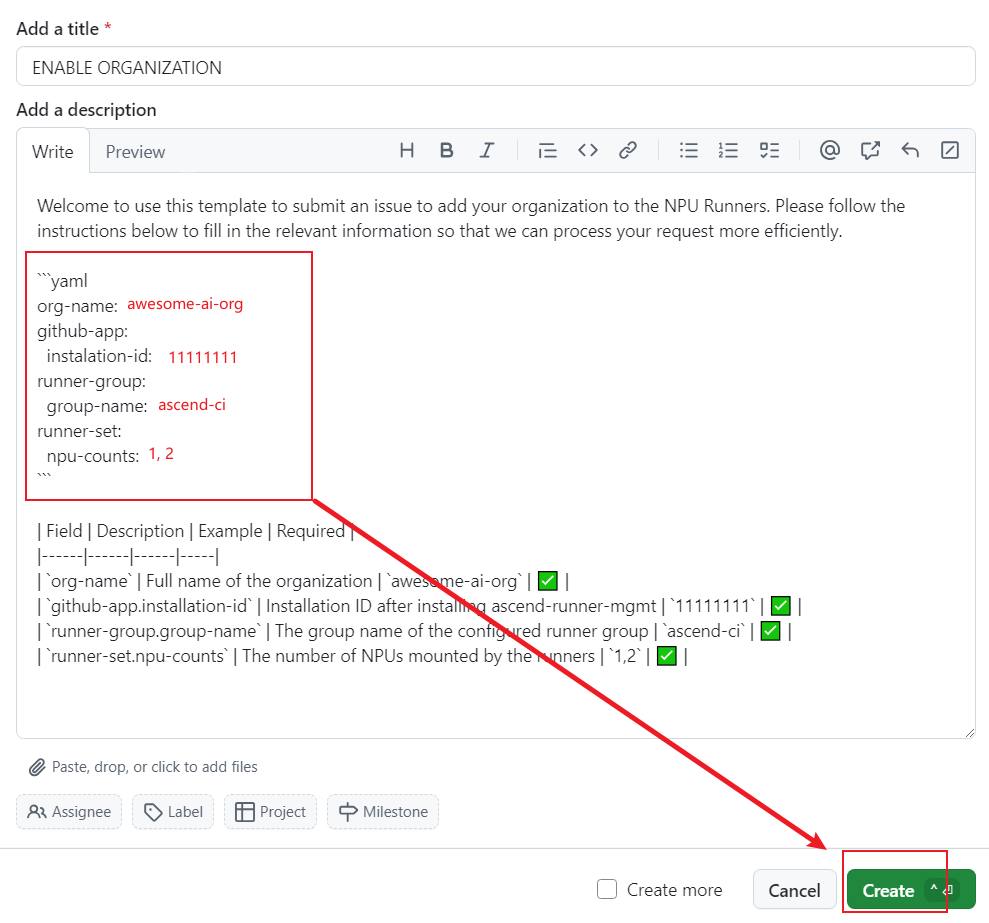 Add a title *
ENABLE ORGANIZATION
Add a description
Write Preview
Welcome to use this template to submit an issue to add your organization to the NPU Runners. Please follow the
instructions below to fill in the relevant information so that we can process your request more efficiently.
```yaml
org-name: awesome-ai-org
github-app:
  instalation-id: 11111111
runner-group:
  group-name: ascend-ci
runner-set:
  npu-counts: 1, 2
```
| Field | Description | Example | Required |
|------|------|------|-----|
| `org-name` | Full name of the organization | `awesome-ai-org` | ✅ |
| `github-app.installation-id` | Installation ID after installing ascend-runner-mgmt | `11111111` | ✅ |
| `runner-group.group-name` | The group name of the configured runner group | `ascend-ci` | ✅ |
| `runner-set.npu-counts` | The number of NPUs mounted by the runners | `1,2` | ✅ |
Paste, drop, or click to add files
Assignee Label Project Milestone
Create more Cancel Create ^ ⏎